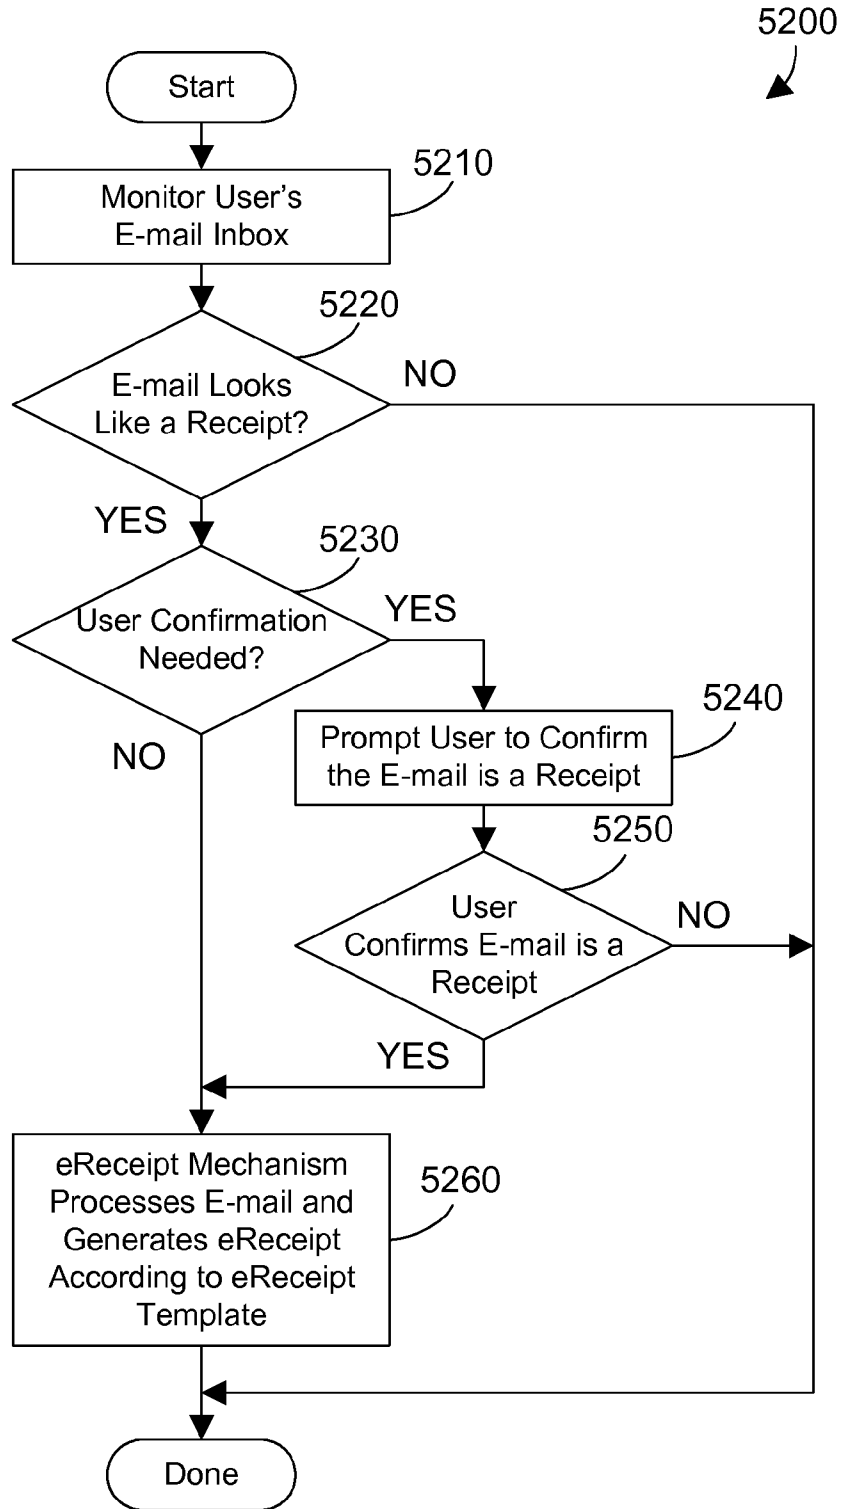 5200
Start
5210
Monitor User's
E-mail Inbox
5220
E-mail Looks
Like a Receipt?
NO
YES
5230
User Confirmation
Needed?
YES
NO
5240
Prompt User to Confirm
the E-mail is a Receipt
5250
User
Confirms E-mail is a
Receipt
NO
YES
eReceipt Mechanism
Processes E-mail and
Generates eReceipt
According to eReceipt
Template
5260
Done